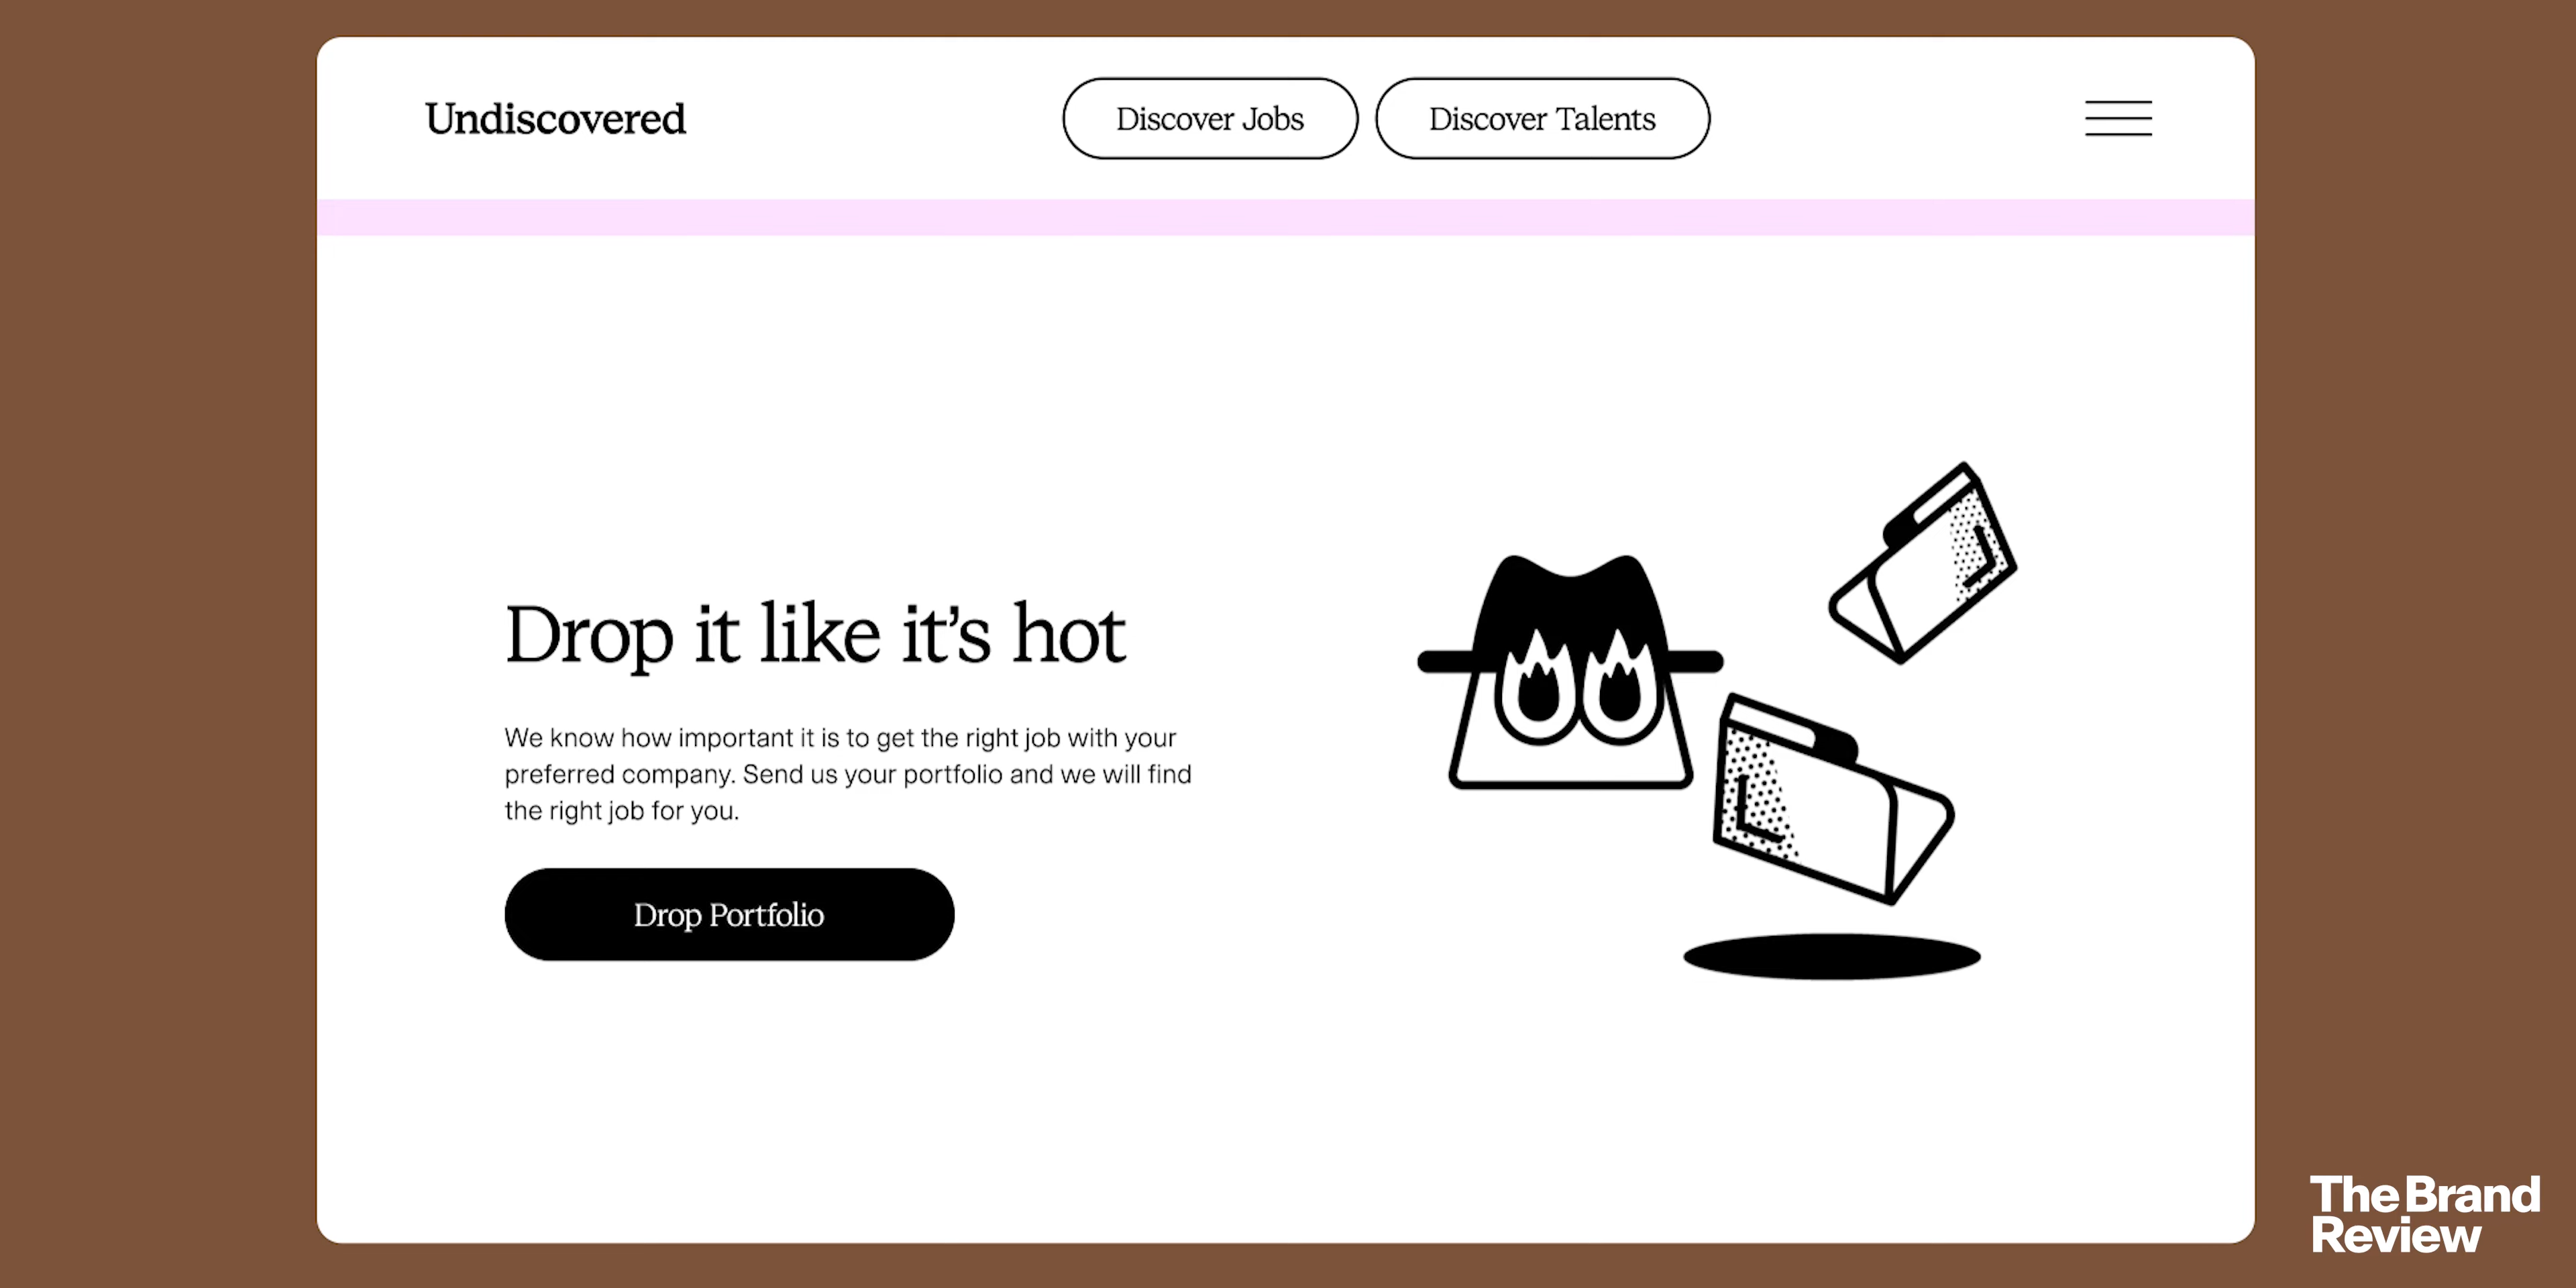 Undiscovered
Discover Jobs
Discover Talents
Drop it like it’s hot
We know how important it is to get the right job with your
preferred company. Send us your portfolio and we will find
the right job for you.
Drop Portfolio
The Brand
Review